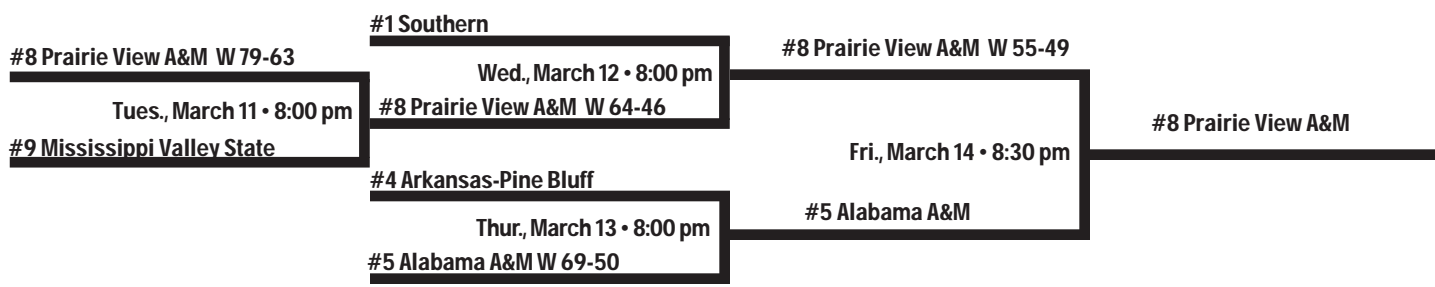 #1 Southern
#8 Prairie View A&M W 79-63
#8 Prairie View A&M W 55-49
Wed., March 12 • 8:00 pm
Tues., March 11 • 8:00 pm
#8 Prairie View A&M W 64-46
#8 Prairie View A&M
#9 Mississippi Valley State
Fri., March 14 • 8:30 pm
#4 Arkansas-Pine Bluff
#5 Alabama A&M
Thur., March 13 • 8:00 pm
#5 Alabama A&M W 69-50